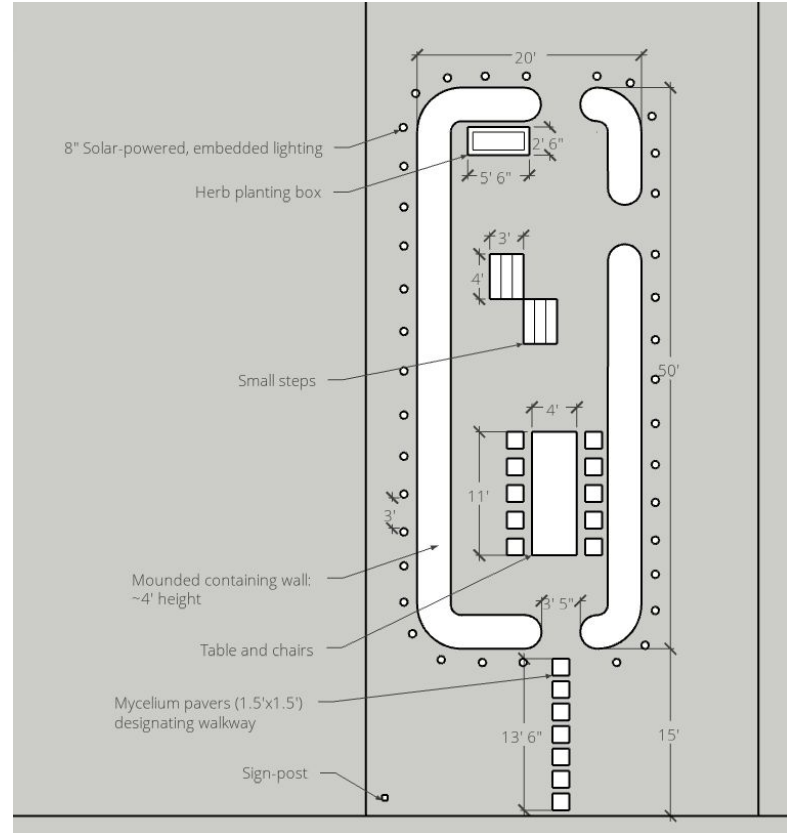 20'
8" Solar-powered, embedded lighting
2' 6"
Herb planting box
5' 6"
3'
4'
50'
Small steps
4'
11'
3'
Mounded containing wall:
~4' height
3' 5"
Table and chairs
Mycelium pavers (1.5'x1.5')
designating walkway
13' 6"
15'
Sign-post